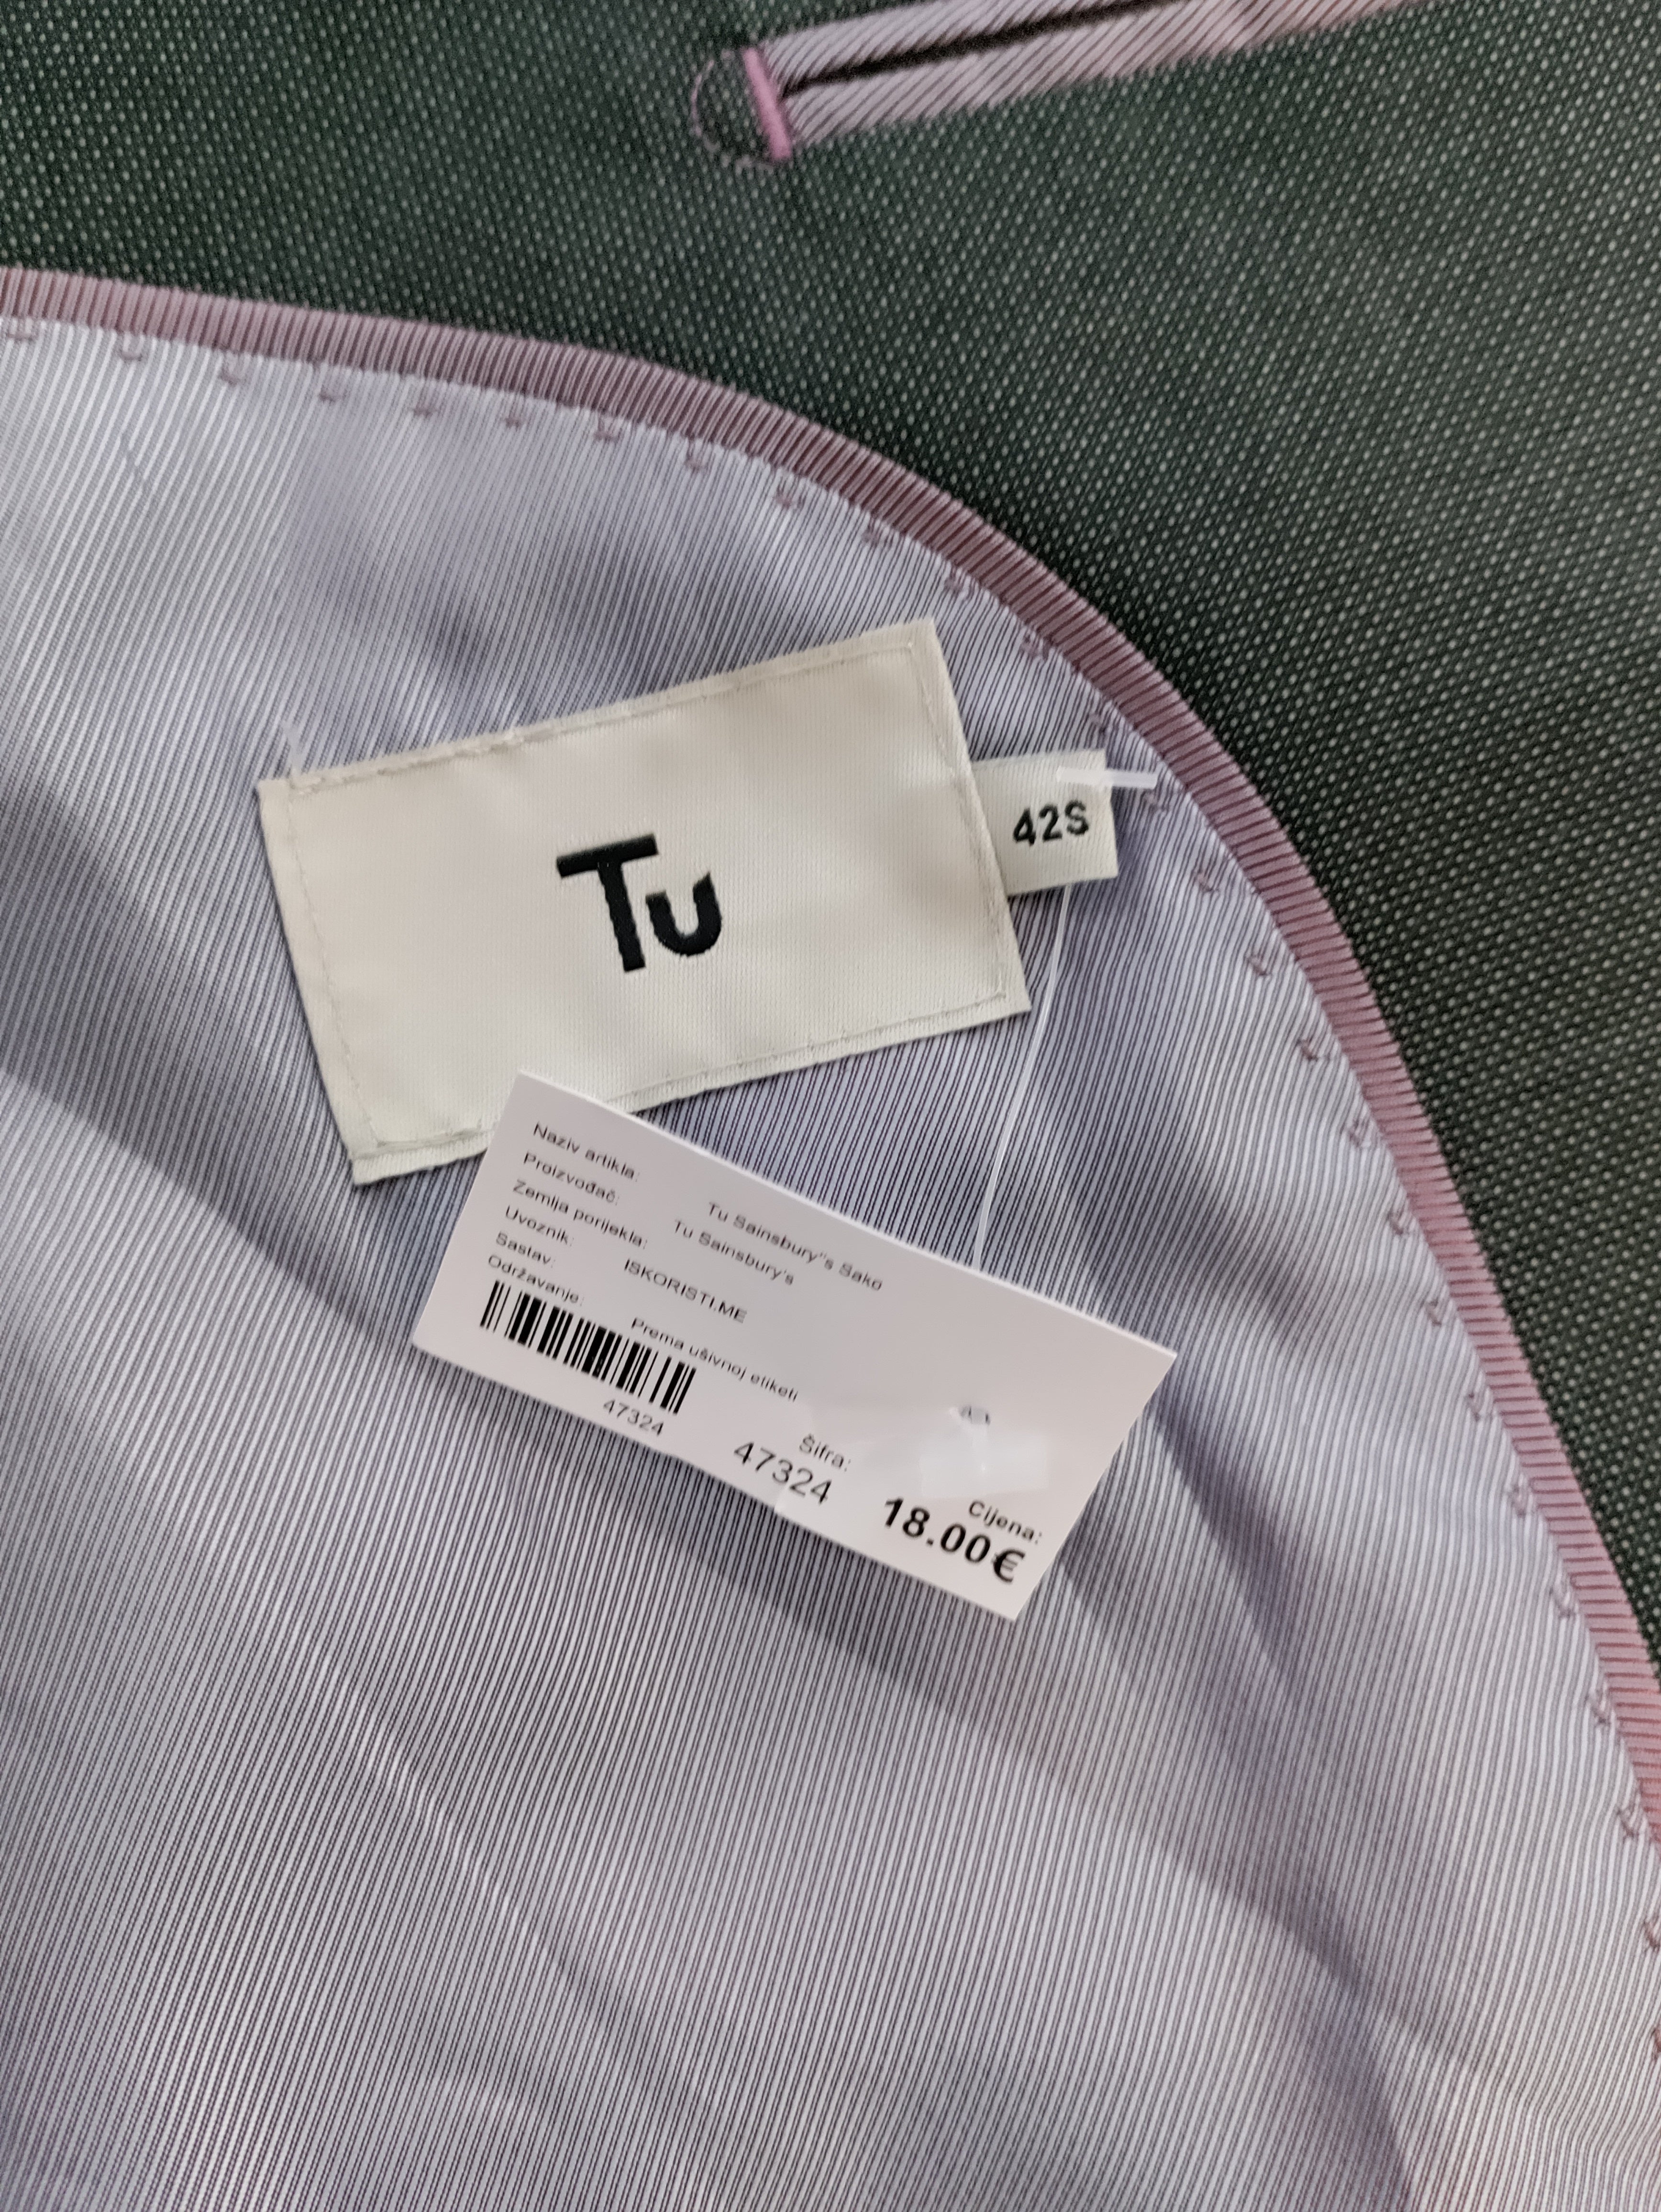 Tu
42S
Naziv artikla:
Tu Sainsbury"s Sako
Proizvođač:
Tu Sainsbury's
Zemlja porijekla:
Uvoznik:
ISKORISTI.ME
Sastav:
Održavanje:
Prema ušivnoj etiketi
47324
Šifra:
47324
Cijena:
18.00€